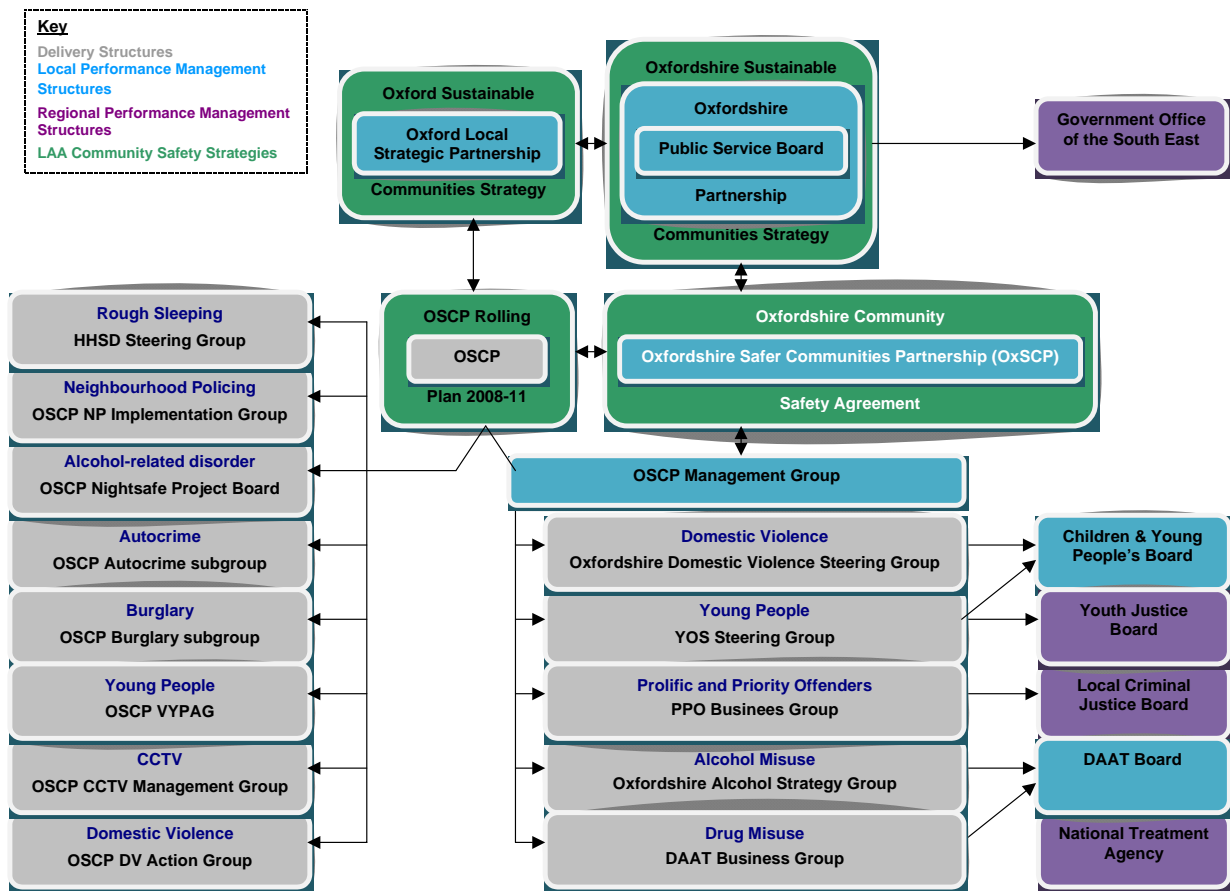 Key
Delivery Structures
Local Performance Management
Structures
Regional Performance Management
Structures
LAA Community Safety Strategies
Oxford Sustainable
Oxford Local
Strategic Partnership
Communities Strategy
Oxfordshire Sustainable
Oxfordshire
Public Service Board
Partnership
Communities Strategy
Government Office
of the South East
OSCP Rolling
OSCP
Plan 2008-11
Oxfordshire Community
Oxfordshire Safer Communities Partnership (OxSCP)
Safety Agreement
Rough Sleeping
HHSD Steering Group
Neighbourhood Policing
OSCP NP Implementation Group
Alcohol-related disorder
OSCP Nightsafe Project Board
Autocrime
OSCP Autocrime subgroup
Burglary
OSCP Burglary subgroup
Young People
OSCP VYPAG
CCTV
OSCP CCTV Management Group
Domestic Violence
OSCP DV Action Group
OSCP Management Group
Domestic Violence
Oxfordshire Domestic Violence Steering Group
Young People
YOS Steering Group
Prolific and Priority Offenders
PPO Businees Group
Alcohol Misuse
Oxfordshire Alcohol Strategy Group
Drug Misuse
DAAT Business Group
Children & Young
People's Board
Youth Justice
Board
Local Criminal
Justice Board
DAAT Board
National Treatment
Agency